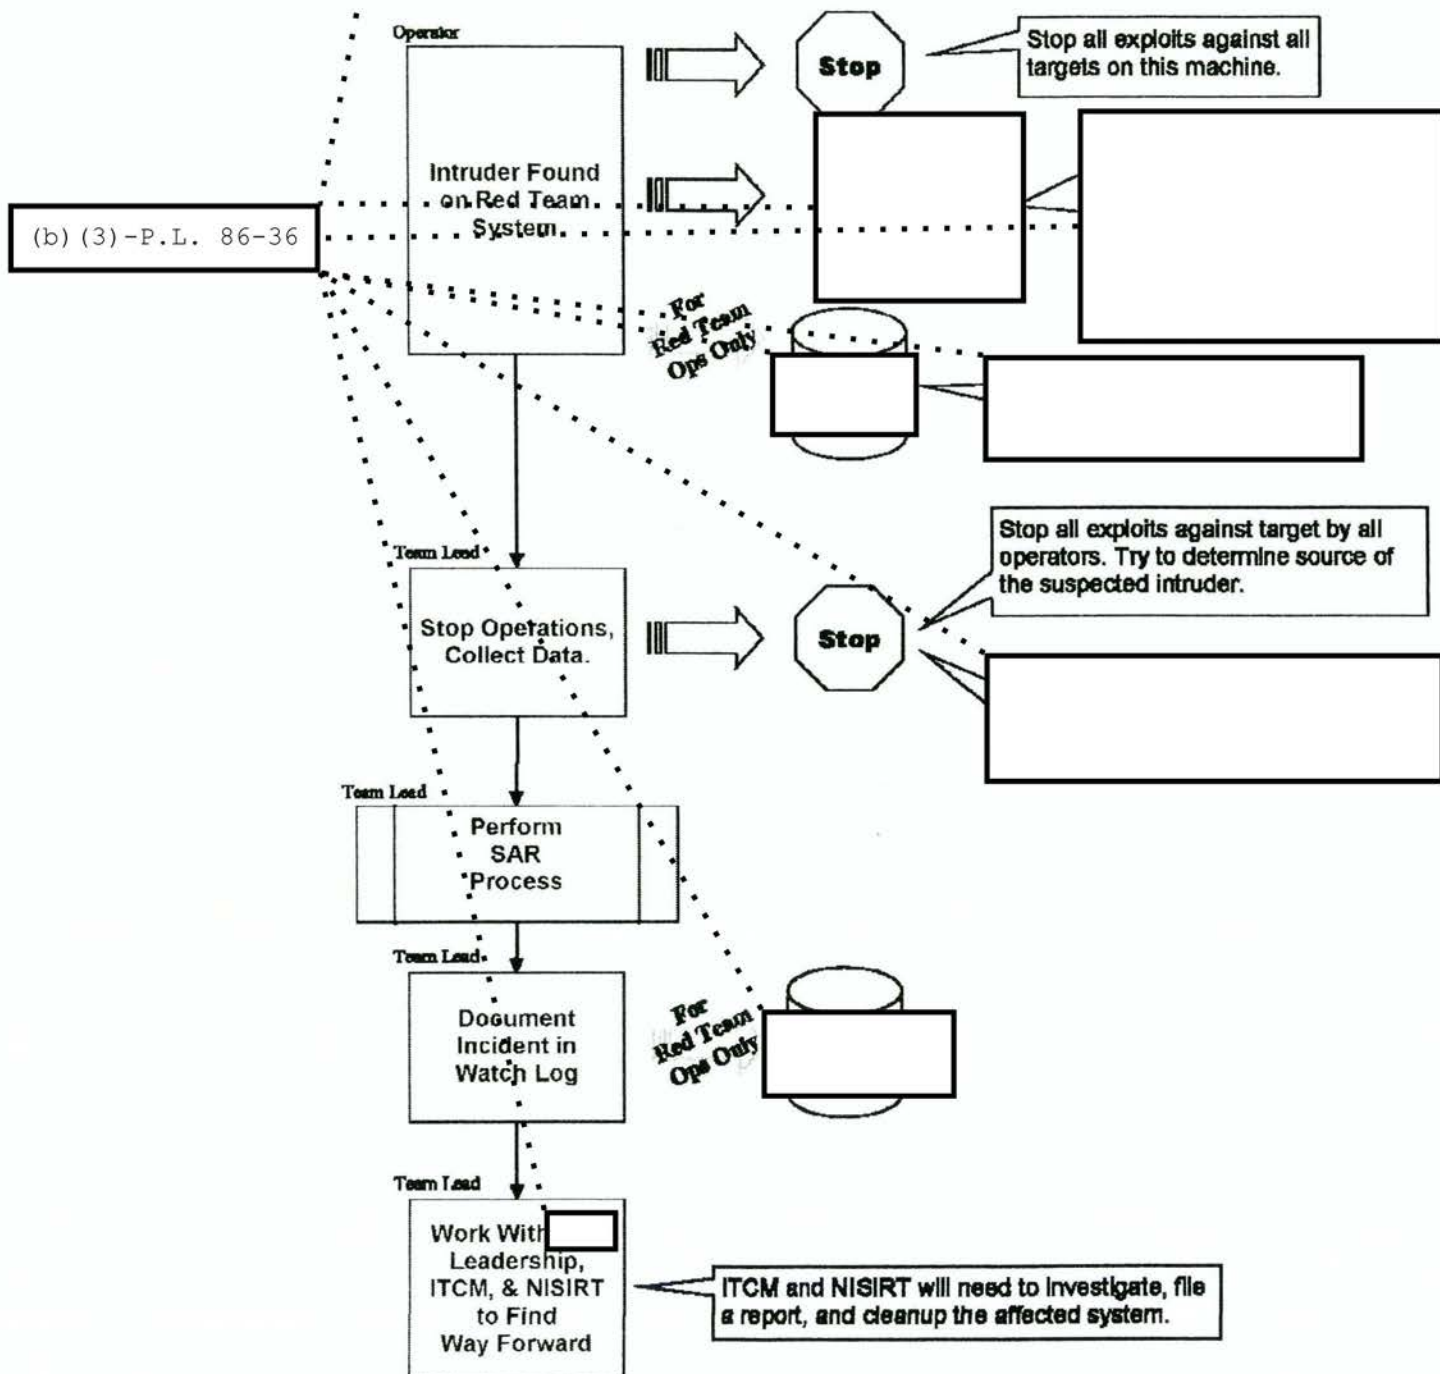 Operator
Stop
Stop all exploits against all
targets on this machine.
Intruder Found
on Red Team
System.
(b)(3)-P.L. 86-36
For
Red Team
Ops Only
Team Lead
Stop Operations,
Collect Data.
Stop
Stop all exploits against target by all
operators. Try to determine source of
the suspected intruder.
Team Lead
Perform
SAR
Process
Team Lead
Document
Incident in
Watch Log
For
Red Team
Ops Only
Team Lead
Work With
Leadership,
ITCM, & NISIRT
to Find
Way Forward
ITCM and NISIRT will need to investigate, file
a report, and cleanup the affected system.